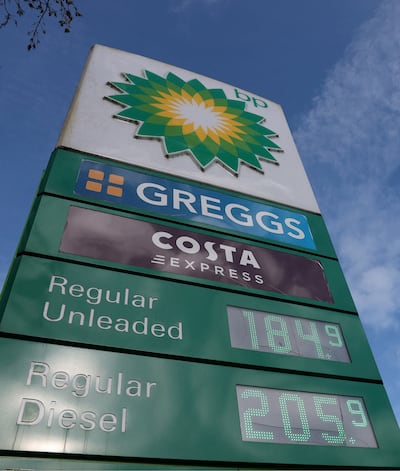 bp
GREGGS
COSTA
EXPRESS
Regular
Unleaded
184.9
Regular
Diesel
205.9